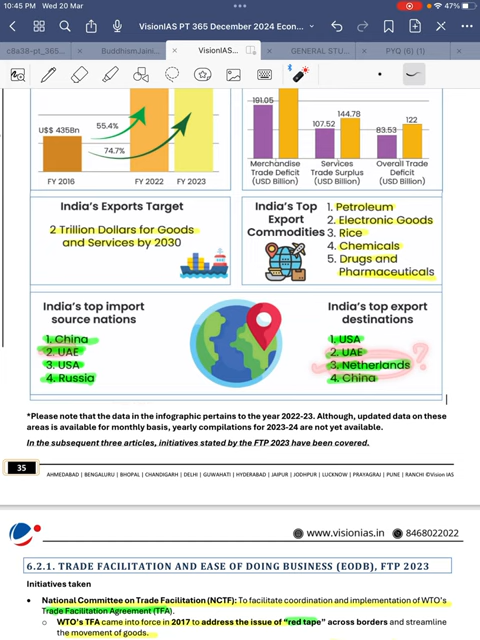 10:45 PM Wed 20 Mar
47%
VisionIAS PT 365 December 2024 Econ...
c8a38-pt_365...
Buddhism,Jaini...
VisionIAS...
GENERAL STU...
PYQ (6) (1)
U$$ 435Bn
55.4%
74.7%
FY 2016
FY 2022
FY 2023
191.05
107.52
144.78
83.53
122
Merchandise
Trade Deficit
(USD Billion)
Services
Trade Surplus
(USD Billion)
Overall Trade
Deficit
(USD Billion)
India's Exports Target
2 Trillion Dollars for Goods
and Services by 2030
India's Top
Export
Commodities
1. Petroleum
2. Electronic Goods
3. Rice
4. Chemicals
5. Drugs and
Pharmaceuticals
India's top import
source nations
1. China
2. UAE
3. USA
4. Russia
India's top export
destinations
1. USA
2. UAE
3. Netherlands
4. China
?
*Please note that the data in the infographic pertains to the year 2022-23. Although, updated data on these
areas is available for monthly basis, yearly compilations for 2023-24 are not yet available.
In the subsequent three articles, initiatives stated by the FTP 2023 have been covered.
35
AHMEDABAD | BENGALURU | BHOPAL | CHANDIGARH | DELHI | GUWAHATI | HYDERABAD | JAIPUR | JODHPUR | LUCKNOW | PRAYAGRAJ | PUNE | RANCHI ©Vision IAS
www.visionias.in
8468022022
6.2.1. TRADE FACILITATION AND EASE OF DOING BUSINESS (EODB), FTP 2023
Initiatives taken
• National Committee on Trade Facilitation (NCTF): To facilitate coordination and implementation of WTO's
Trade Facilitation Agreement (TFA).
o WTO's TFA came into force in 2017 to address the issue of "red tape" across borders and streamline
the movement of goods.